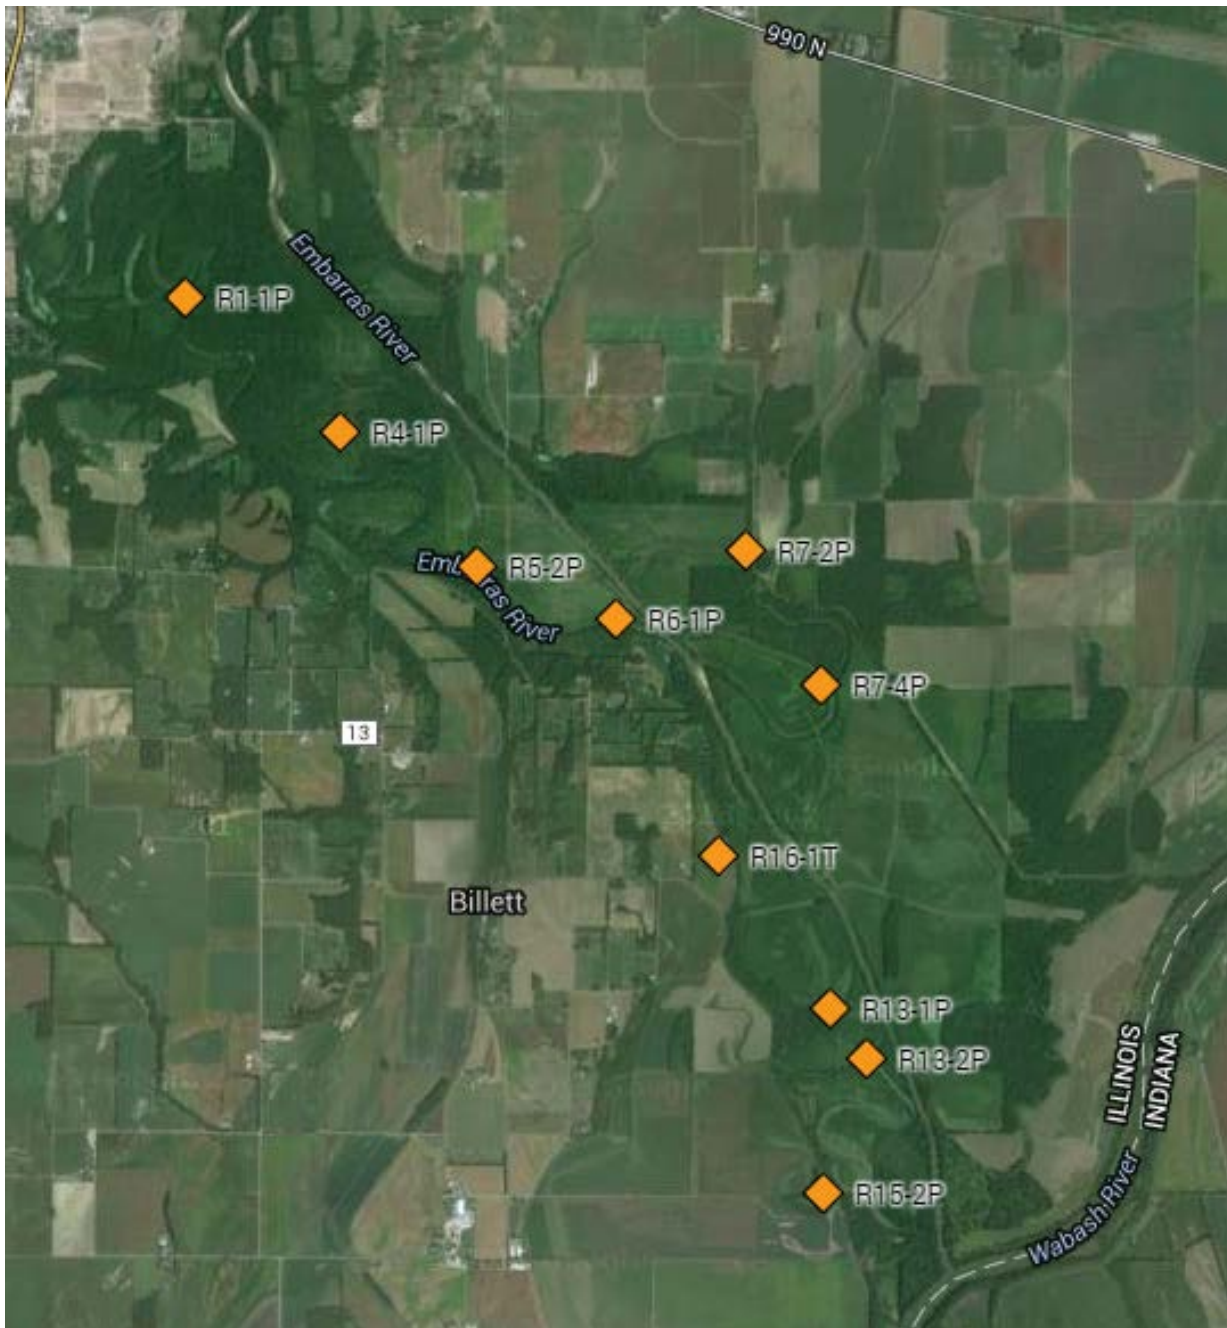 990 N
Embarras River
R1-1P
R4-1P
R7-2P
R5-2P
Embarras River
R6-1P
R7-4P
13
R16-1T
Billett
R13-1P
R13-2P
ILLINOIS
INDIANA
R15-2P
Wabash River